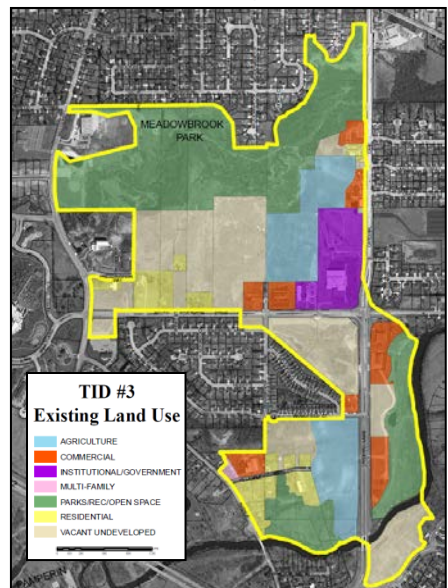 MEADOWBROOK
PARK
TID #3
Existing Land Use
AGRICULTURE
COMMERCIAL
INSTITUTIONAL/GOVERNMENT
MULTI-FAMILY
PARKS/REC/OPEN SPACE
RESIDENTIAL
VACANT UNDEVELOPED